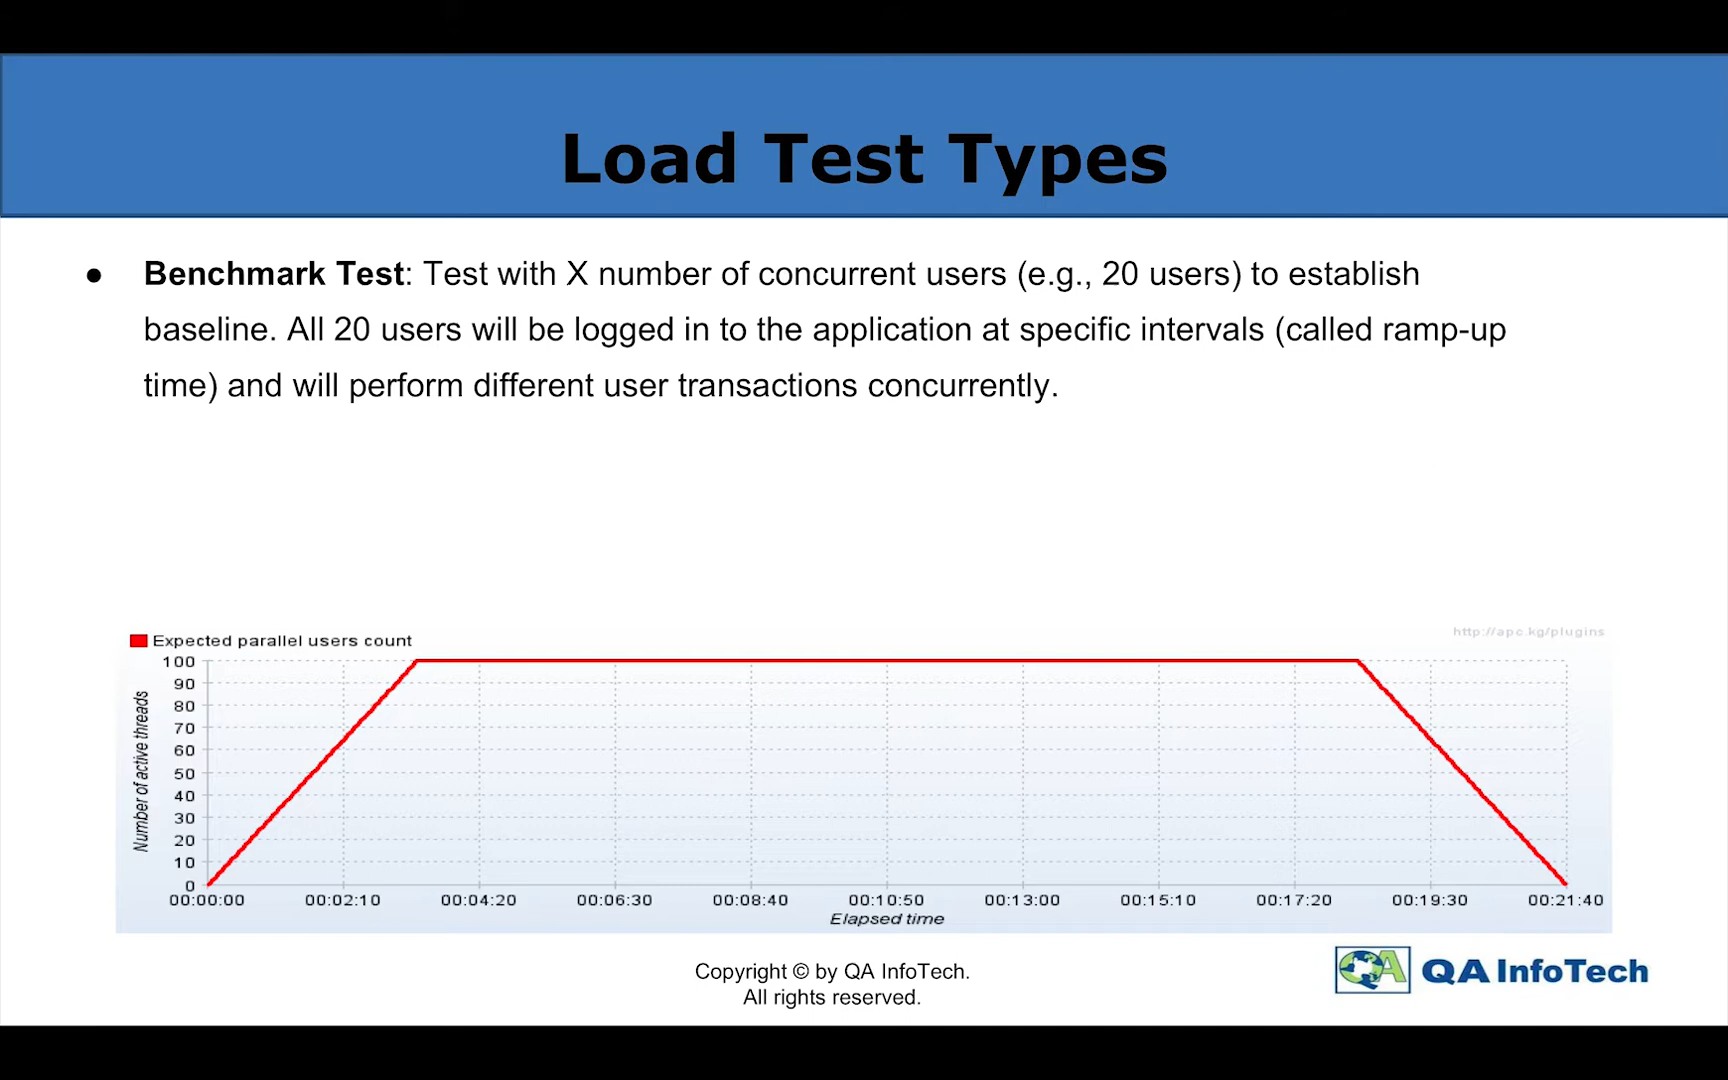 Load Test Types
● Benchmark Test: Test with X number of concurrent users (e.g., 20 users) to establish
baseline. All 20 users will be logged in to the application at specific intervals (called ramp-up
time) and will perform different user transactions concurrently.
Expected parallel users count
http://apc.kg/plugins
100
90
80
70
60
50
40
30
20
10
0
Number of active threads
00:00:00 00:02:10 00:04:20 00:06:30 00:08:40 00:10:50 00:13:00 00:15:10 00:17:20 00:19:30 00:21:40
Elapsed time
Copyright © by QA InfoTech.
All rights reserved.
QA InfoTech